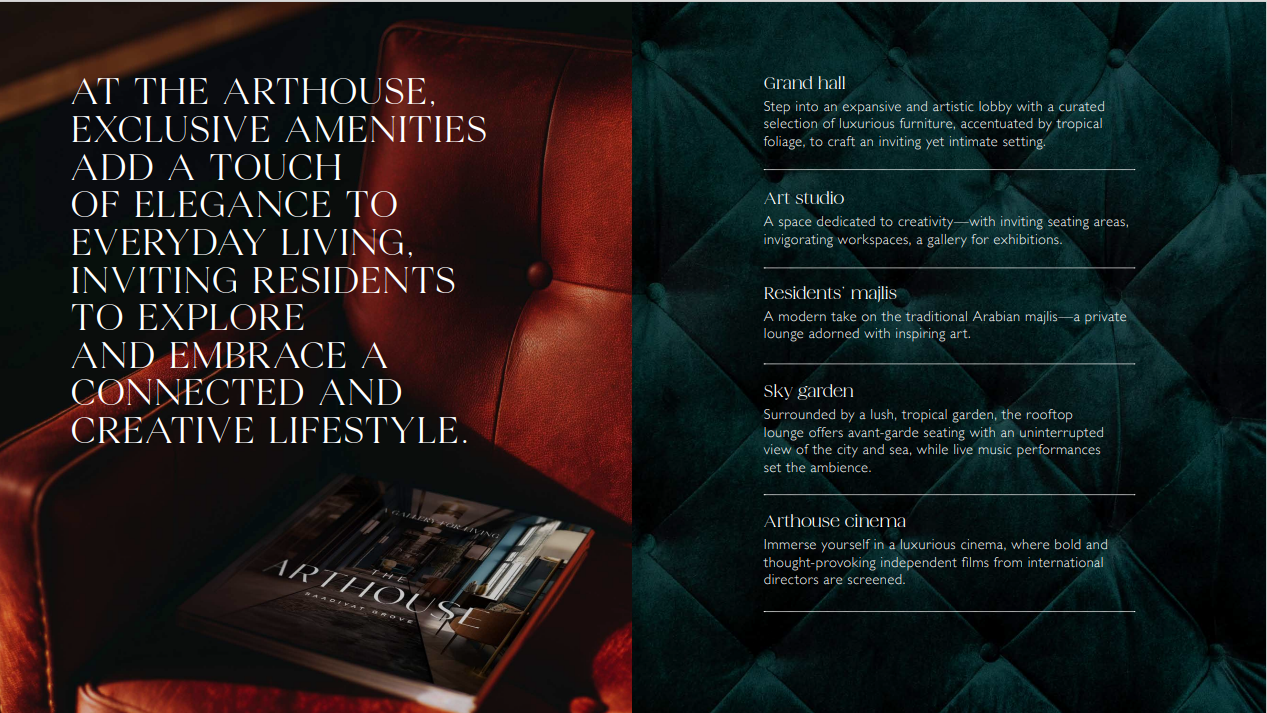 AT THE ARTHOUSE,
EXCLUSIVE AMENITIES
ADD A TOUCH
OF ELEGANCE TO
EVERYDAY LIVING,
INVITING RESIDENTS
TO EXPLORE
AND EMBRACE A
CONNECTED AND
CREATIVE LIFESTYLE.
A GALLERY FOR LIVING
THE
ARTHOUSE
SAADIYAT GROVE
Grand hall
Step into an expansive and artistic lobby with a curated
selection of luxurious furniture, accentuated by tropical
foliage, to craft an inviting yet intimate setting.
Art studio
A space dedicated to creativity—with inviting seating areas,
invigorating workspaces, a gallery for exhibitions.
Residents' majlis
A modern take on the traditional Arabian majlis—a private
lounge adorned with inspiring art.
Sky garden
Surrounded by a lush, tropical garden, the rooftop
lounge offers avant-garde seating with an uninterrupted
view of the city and sea, while live music performances
set the ambience.
Arthouse cinema
Immerse yourself in a luxurious cinema, where bold and
thought-provoking independent films from international
directors are screened.